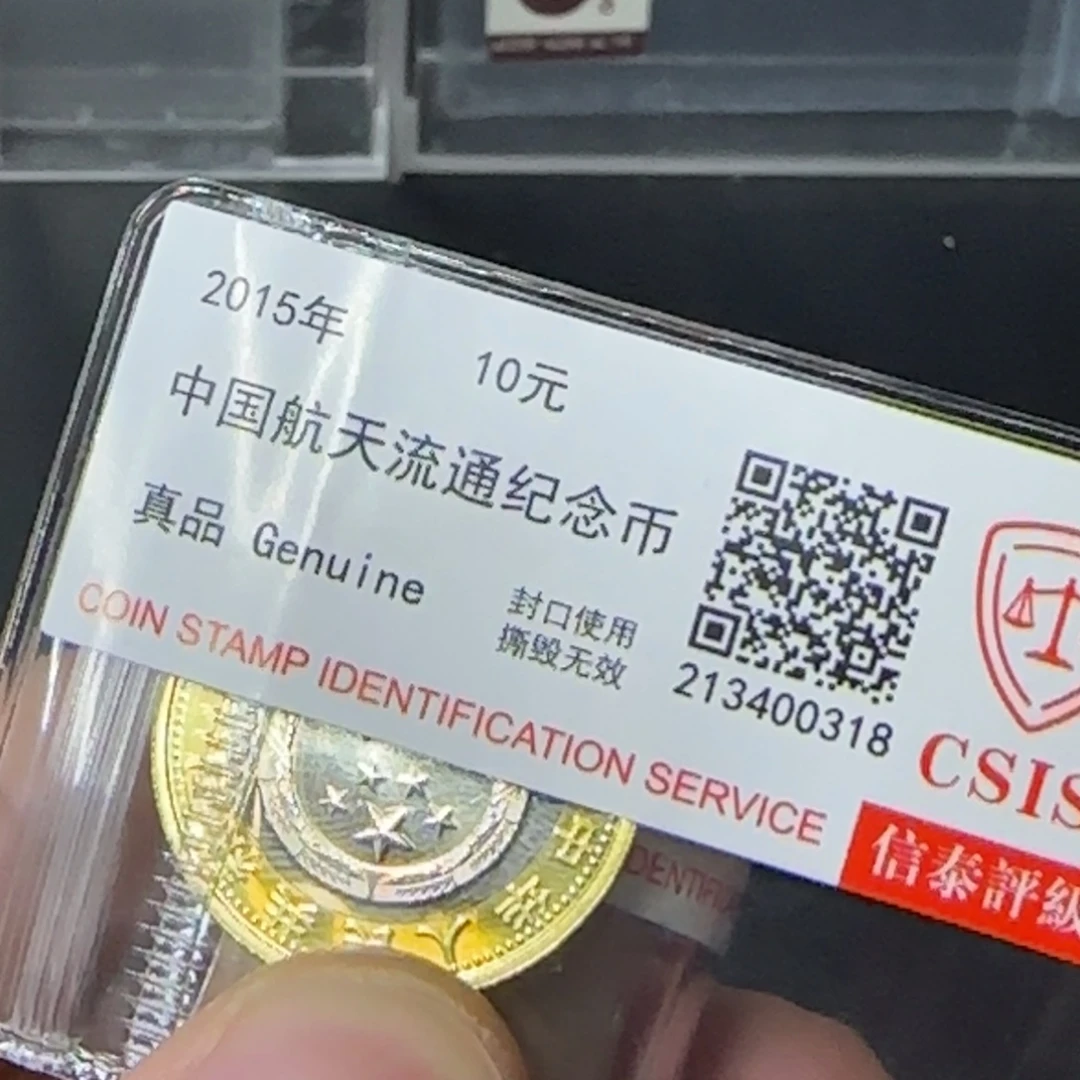 2015年 10元
中国航天流通纪念币
真品 Genuine
封口使用
撕毁无效
213400318
COIN STAMP IDENTIFICATION SERVICE
CSIS
信泰評級